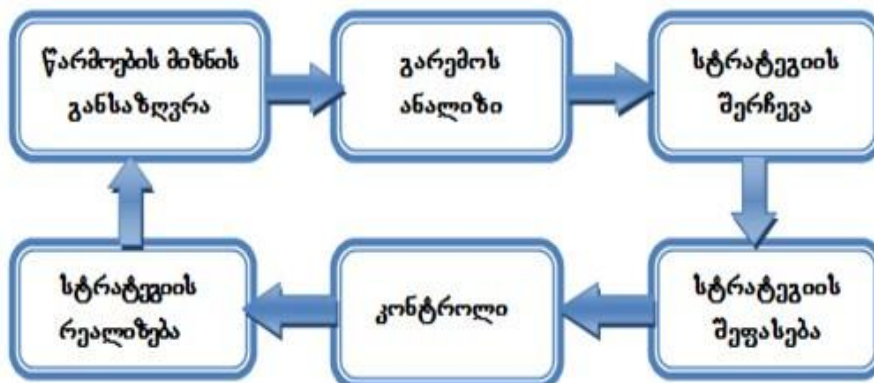 წარმოების მიზნის
განსაზღვრა
გარემოს
ანალიზი
სტრატეგიის
შერჩევა
სტრატეგიის
შეფასება
კონტროლი
სტრატეგიის
რეალიზება